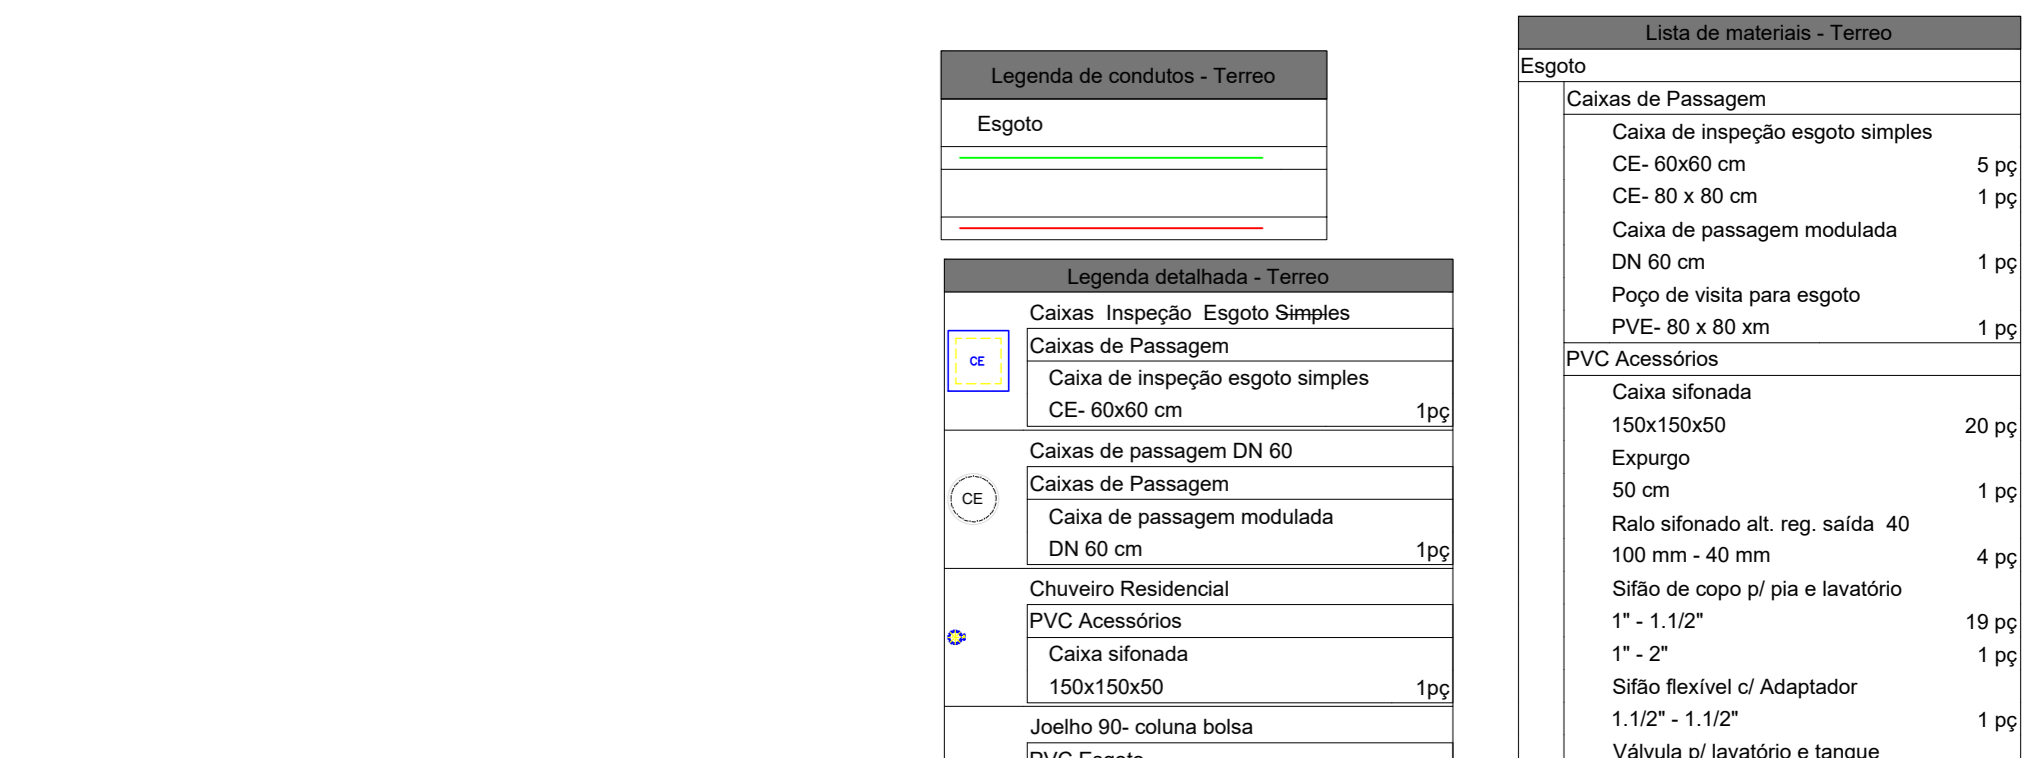 Legenda de condutos - Terreo
Esgoto
Legenda detalhada - Terreo
Caixas Inspeção Esgoto Simples
CE
Caixas de Passagem
Caixa de inspeção esgoto simples
CE- 60x60 cm 1pç
Caixas de passagem DN 60
CE
Caixas de Passagem
Caixa de passagem modulada
DN 60 cm 1pç
Chuveiro Residencial
PVC Acessórios
Caixa sifonada
150x150x50 1pç
Joelho 90- coluna bolsa
PVC Esgoto
Lista de materiais - Terreo
Esgoto
Caixas de Passagem
Caixa de inspeção esgoto simples
CE- 60x60 cm 5 pç
CE- 80 x 80 cm 1 pç
Caixa de passagem modulada
DN 60 cm 1 pç
Poço de visita para esgoto
PVE- 80 x 80 xm 1 pç
PVC Acessórios
Caixa sifonada
150x150x50 20 pç
Expurgo
50 cm 1 pç
Ralo sifonado alt. reg. saída 40
100 mm - 40 mm 4 pç
Sifão de copo p/ pia e lavatório
1" - 1.1/2" 19 pç
1" - 2" 1 pç
Sifão flexível c/ Adaptador
1.1/2" - 1.1/2" 1 pç
Válvula p/ lavatório e tanque